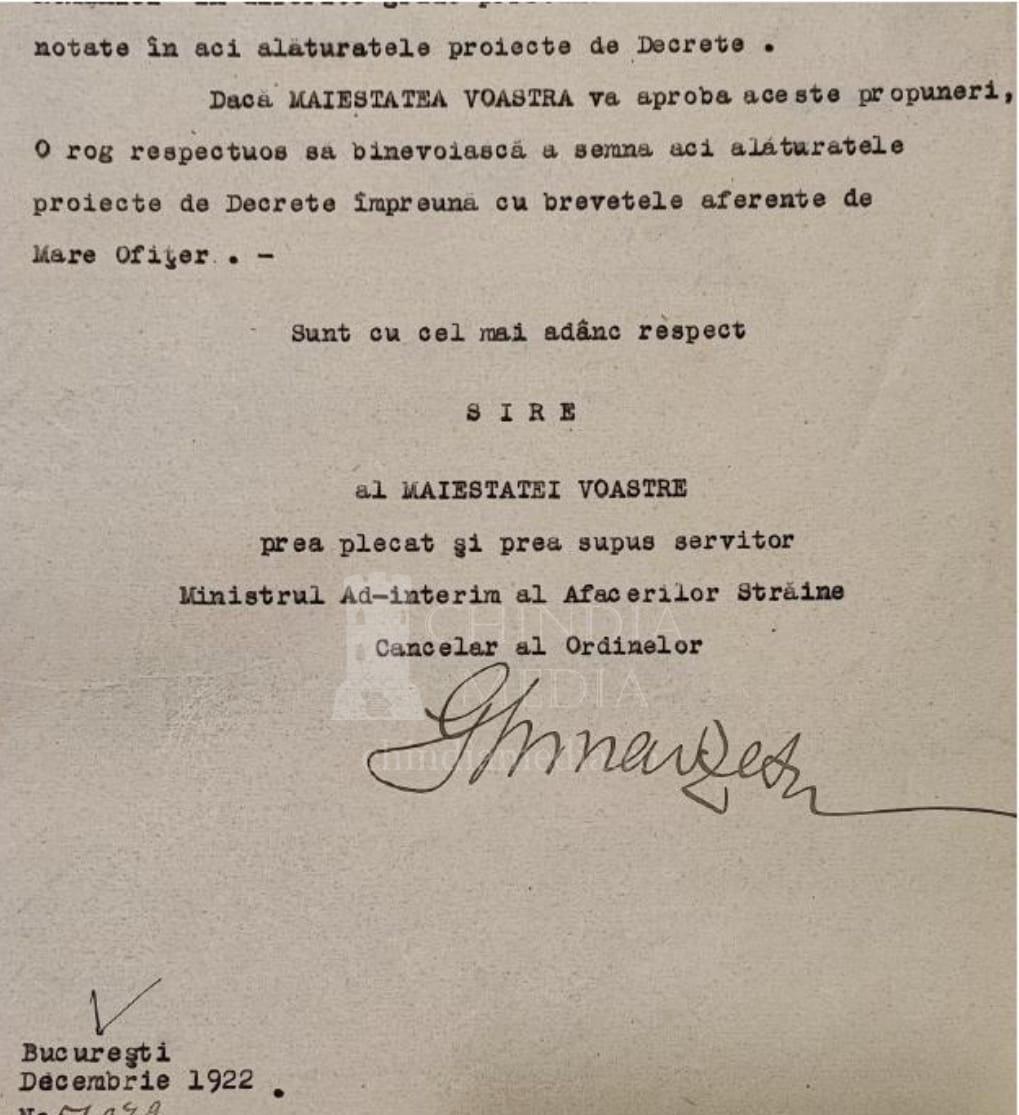 notate în aci alăturatele proiecte de Decrete .
Dacă MAIESTATEA VOASTRA va aproba aceste propuneri,
O rog respectuos sa binevoiască a semna aci alăturatele
proiecte de Decrete împreună cu brevetele aferente de
Mare Ofiţer . -
Sunt cu cel mai adânc respect
S I R E
al MAIESTATEI VOASTRE
prea plecat şi prea supus servitor
Ministrul Ad-interim al Afacerilor Străine
Cancelar al Ordinelor
CHINDIA
MEDIA
Bucureşti
Decembrie 1922 .